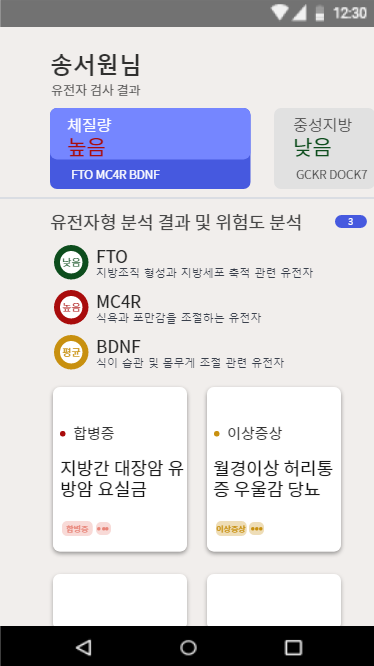 12:30
송서원님
유전자 검사 결과
체질량
높음
FTO MC4R BDNF
중성지방
낮음
GCKR DOCK7
유전자형 분석 결과 및 위험도 분석
3
낮음
FTO
지방조직 형성과 지방세포 축적 관련 유전자
높음
MC4R
식욕과 포만감을 조절하는 유전자
평균
BDNF
식이 습관 및 몸무게 조절 관련 유전자
합병증
지방간 대장암 유
방암 요실금
합병증
이상증상
월경이상 허리통
증 우울감 당뇨
이상증상